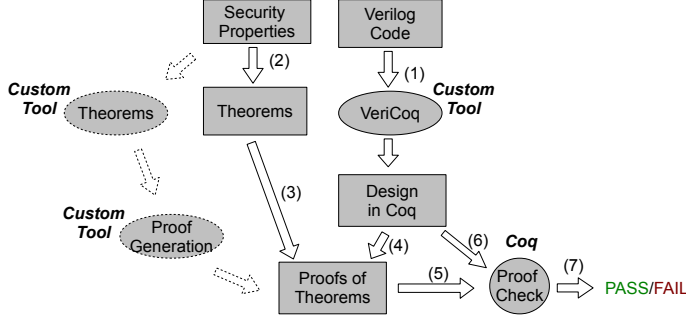 Security
Properties
Verilog
Code
(2)
(1)
Custom
Tool
Theorems
Theorems
VeriCoq
Custom
Tool
(3)
Design
in Coq
Custom
Tool
Proof
Generation
(4)
(6)
Coq
Proofs of
Theorems
(5)
Proof
Check
(7)
PASS/FAIL